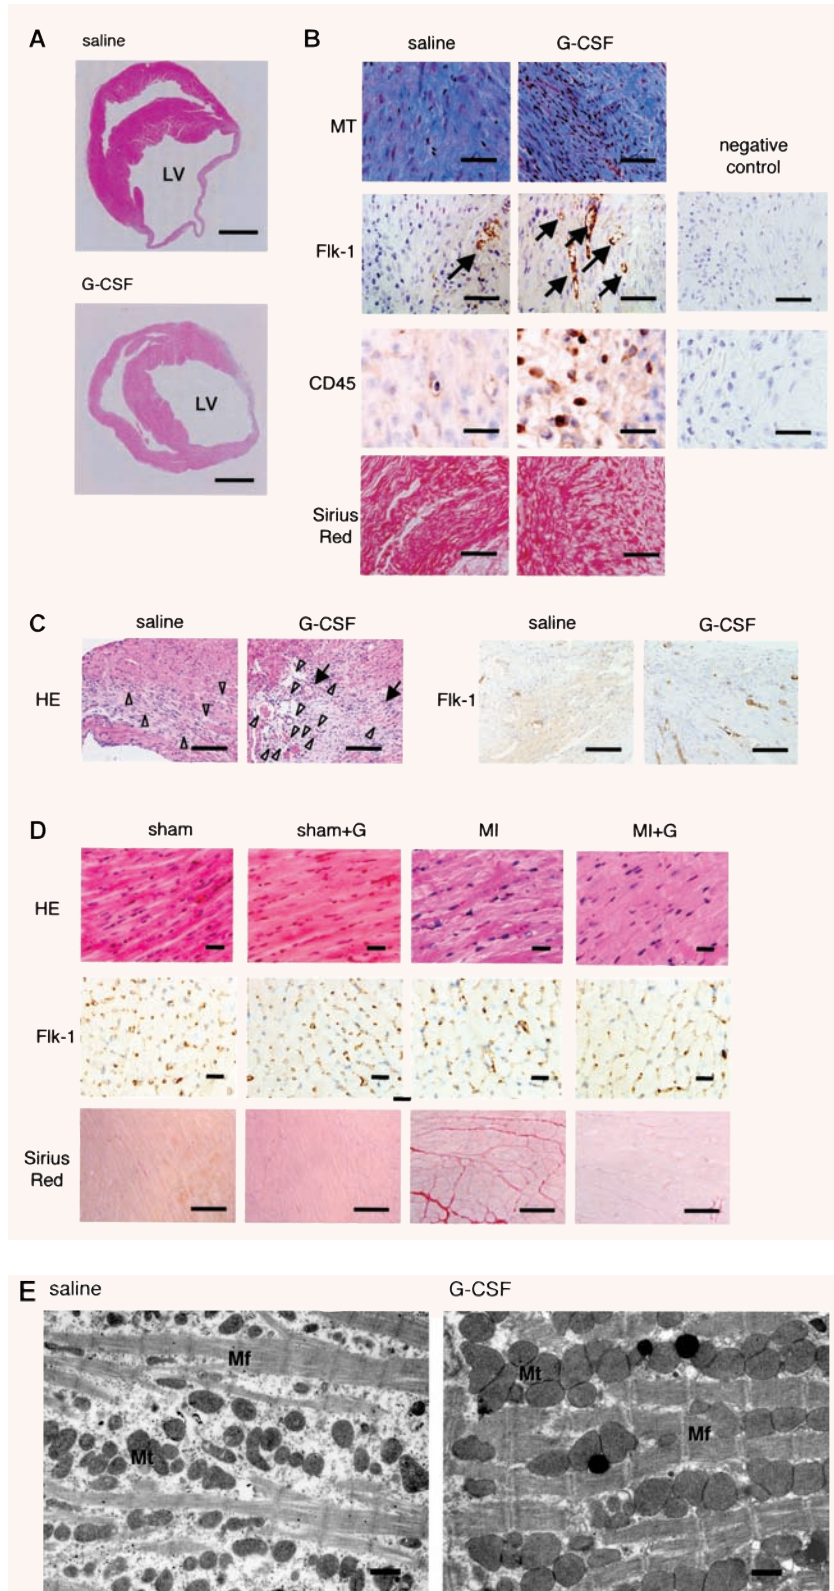 A
saline
LV
G-CSF
LV
B
saline
G-CSF
negative
control
MT
Flk-1
CD45
Sirius
Red
C
saline
G-CSF
HE
saline
G-CSF
Flk-1
D
sham
sham+G
MI
MI+G
HE
Flk-1
Sirius
Red
E
saline
G-CSF
Mf
Mt
Mt
Mf